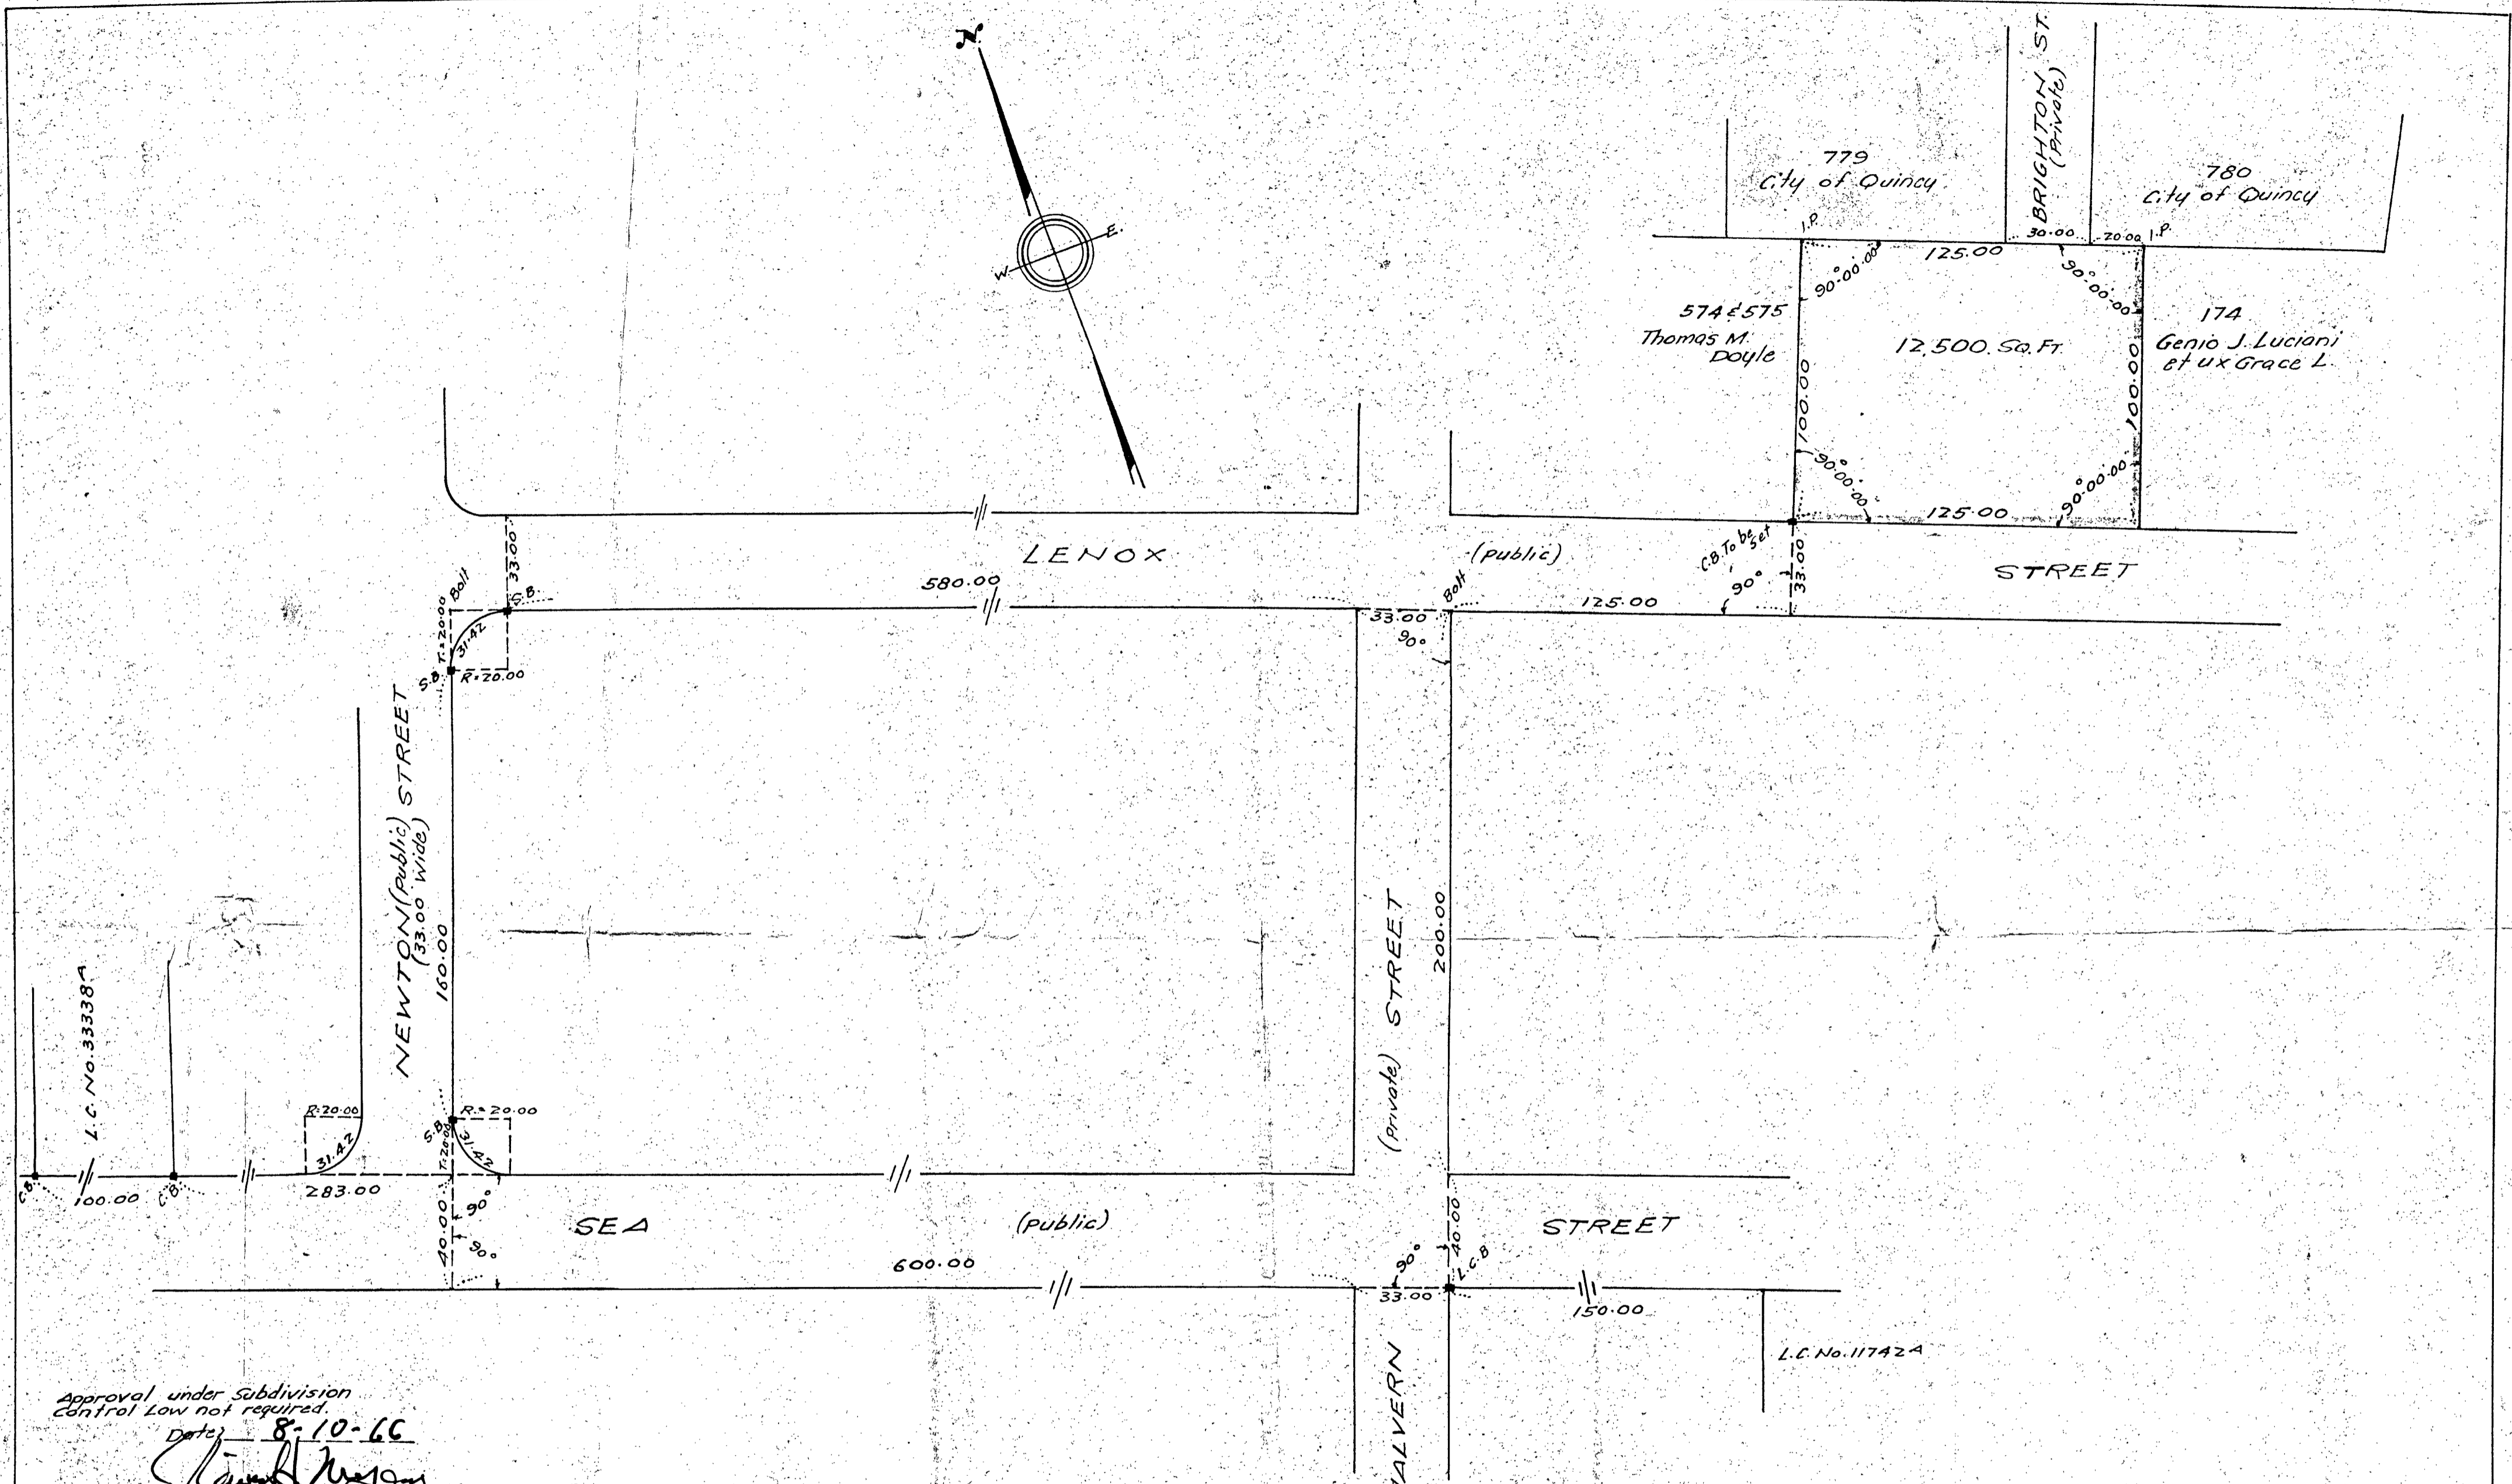 N.
E.
W
BRIGHTON ST.
(Private)
779
City of Quincy
780
City of Quincy
I.P.
30.00
20.00
I.P.
125.00
90°00'00"
90°00'00"
574 & 575
Thomas M.
Doyle
12,500 SQ. FT.
174
Genio J. Luciani
et ux Grace L.
100.00
100.00
90°00'00"
90°00'00"
125.00
LENOX
(public)
STREET
C.B. To be
Set
90°
33.00
33.00
Bolt
S.B.
580.00
Bolt
33.00
90°
125.00
T=20.00
31.42
S.B.
R=20.00
NEWTON (public) STREET
(33.00 wide)
160.00
(private) STREET
200.00
L.C. No. 33338A
R=20.00
31.42
S.B.
R=20.00
T=20.00
31.42
C.B.
100.00
C.B.
283.00
40.00
90°
90°
SEA
(public)
STREET
600.00
90°
40.00
L.C.B
33.00
150.00
L.C. No. 11742A
Approval under Subdivision
Control Law not required.
Date: 8-10-66